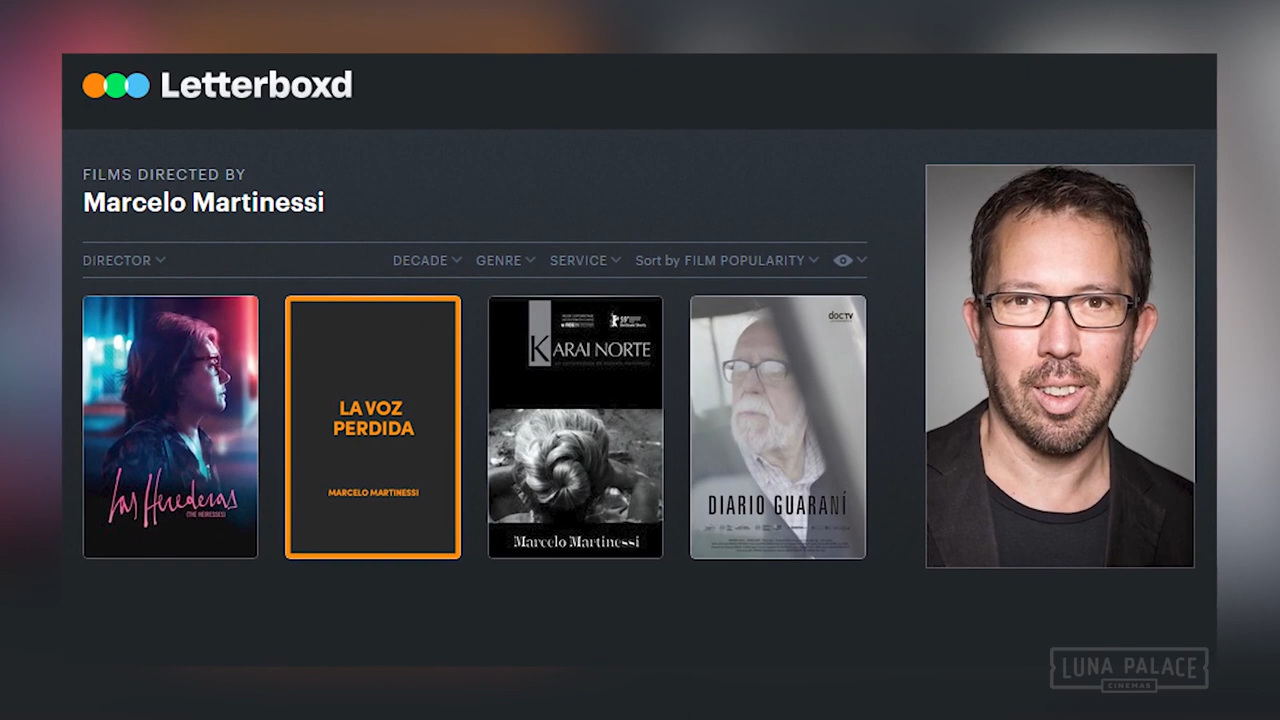 Letterboxd
FILMS DIRECTED BY
Marcelo Martinessi
DIRECTOR
DECADE GENRE SERVICE Sort by FILM POPULARITY
Las Herederas
(THE HEIRESSES)
LA VOZ
PERDIDA
MARCELO MARTINESSI
KARAI NORTE
Marcelo Martinessi
docTV
DIARIO GUARANÍ
LUNA PALACE
CINEMAS